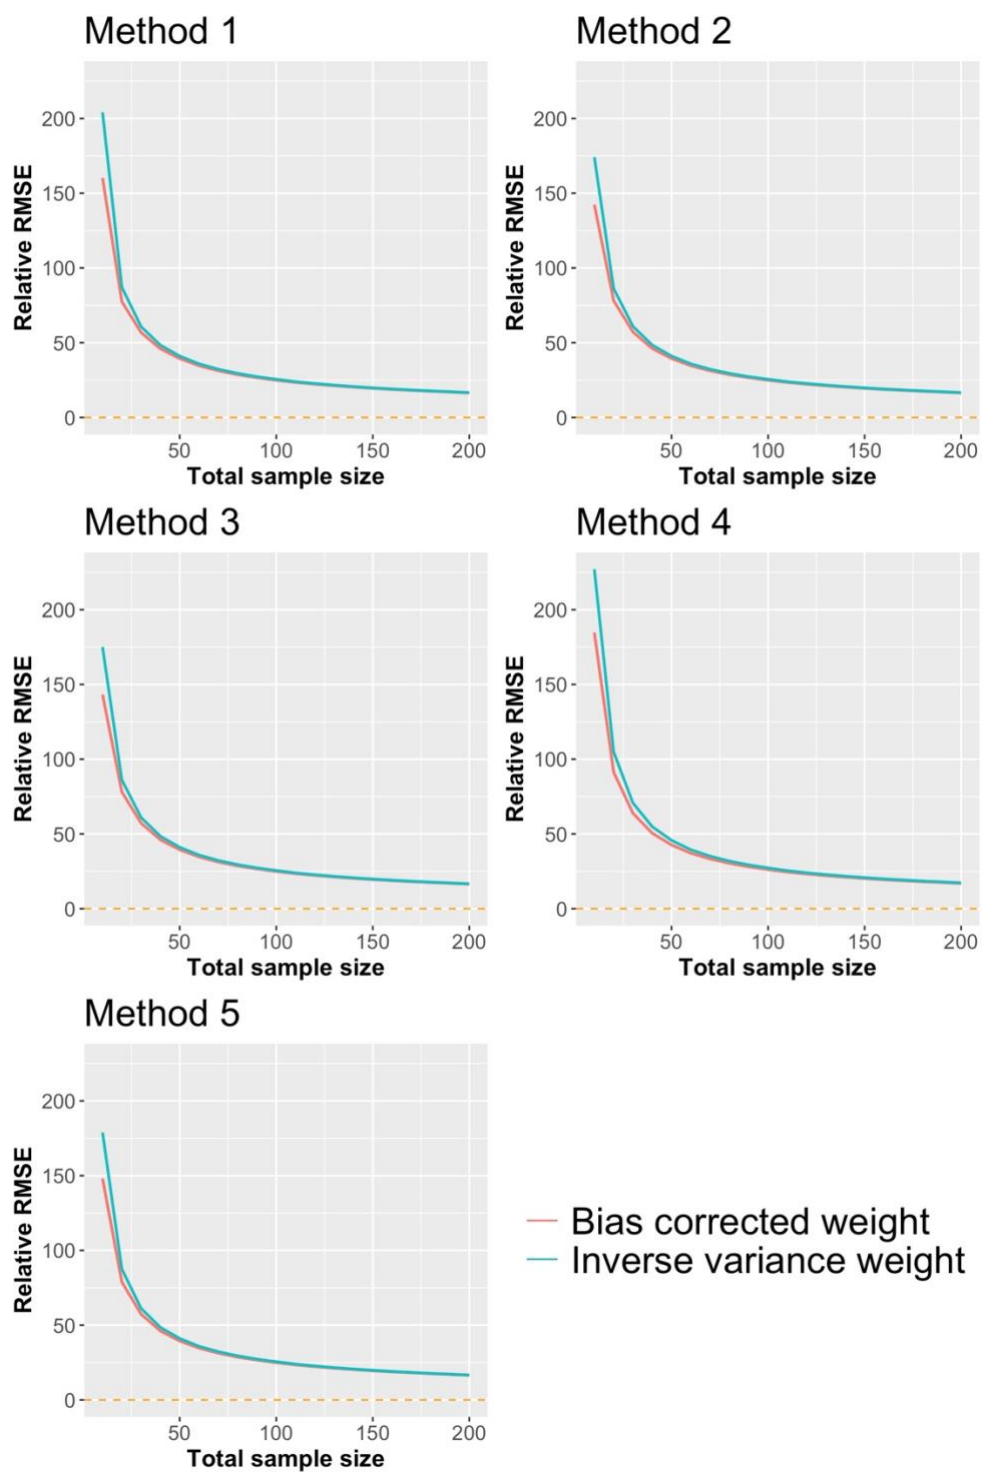 Method 1
Relative RMSE
200
150
100
50
0
50 100 150 200
Total sample size
Method 2
Relative RMSE
200
150
100
50
0
50 100 150 200
Total sample size
Method 3
Relative RMSE
200
150
100
50
0
50 100 150 200
Total sample size
Method 4
Relative RMSE
200
150
100
50
0
50 100 150 200
Total sample size
Method 5
Relative RMSE
200
150
100
50
0
50 100 150 200
Total sample size
Bias corrected weight
Inverse variance weight